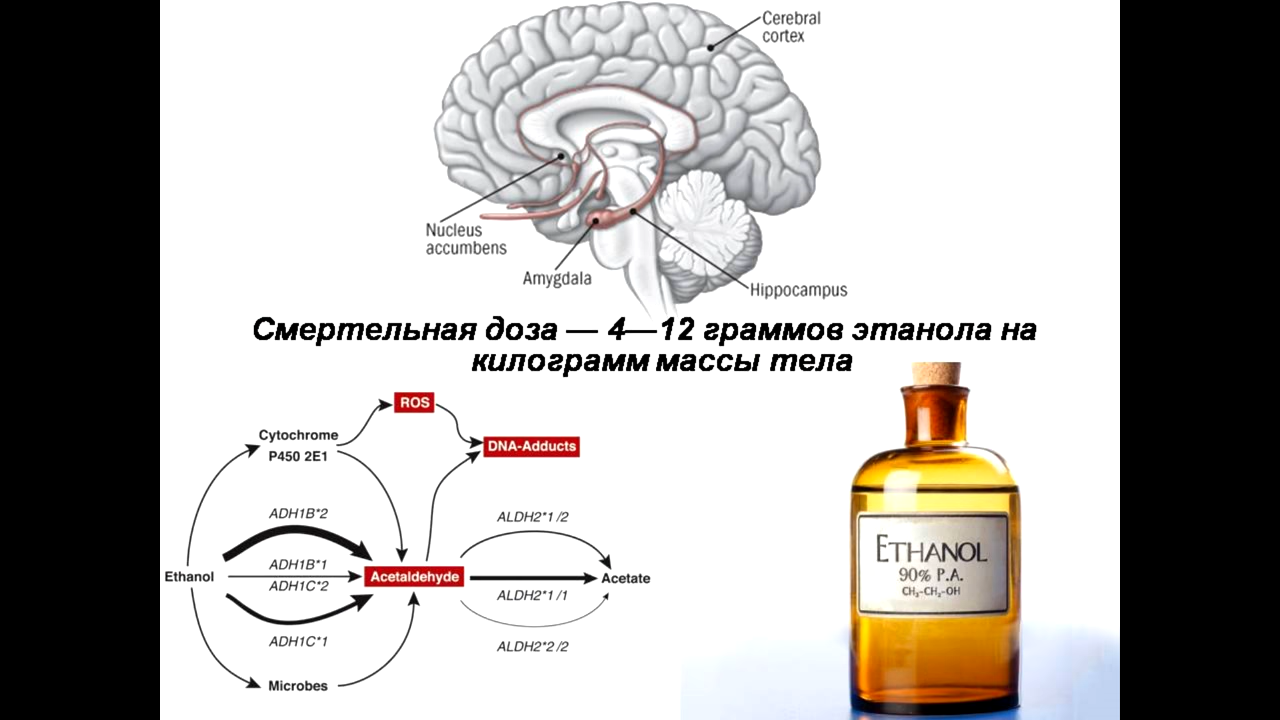 Cerebral
cortex
Nucleus
accumbens
Amygdala
Hippocampus
Смертельная доза — 4—12 граммов этанола на
килограмм массы тела
ROS
Cytochrome
P450 2E1
DNA-Adducts
ADH1B*2
ALDH2*1/2
ADH1B*1
Ethanol
Acetaldehyde
Acetate
ADH1C*2
ALDH2*1/1
ADH1C*1
ALDH2*2/2
Microbes
ETHANOL
90% P.A.
CH₃-CH₂-OH